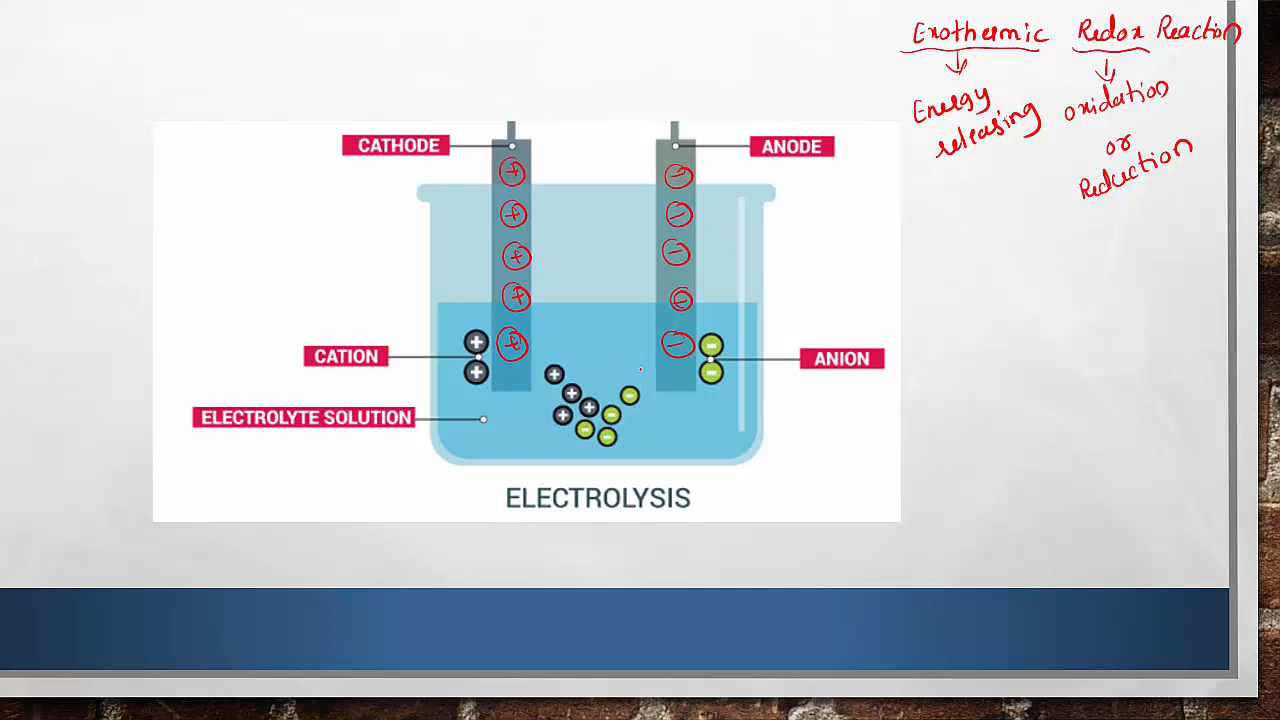 Exothermic Redox Reaction
Energy releasing
oxidation or Reduction
CATHODE
ANODE
CATION
ANION
ELECTROLYTE SOLUTION
ELECTROLYSIS